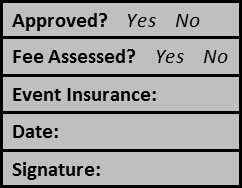 Approved? Yes No
Fee Assessed? Yes No
Event Insurance:
Date:
Signature: